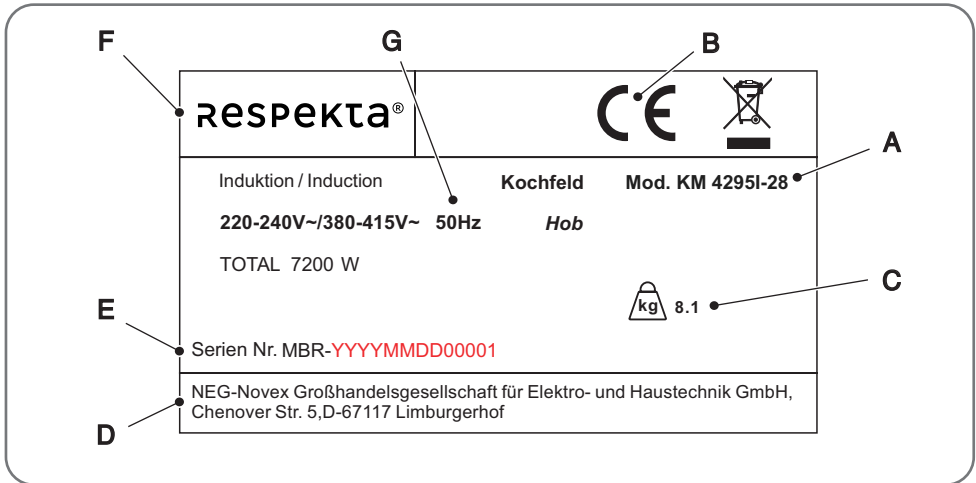 F
G
B
Respekta®
CE
A
Induktion / Induction Kochfeld Mod. KM 4295I-28
220-240V~/380-415V~ 50Hz Hob
TOTAL 7200 W
C
kg 8.1
E
Serien Nr. MBR-YYYYMMDD00001
NEG-Novex Großhandelsgesellschaft für Elektro- und Haustechnik GmbH,
Chenover Str. 5,D-67117 Limburgerhof
D